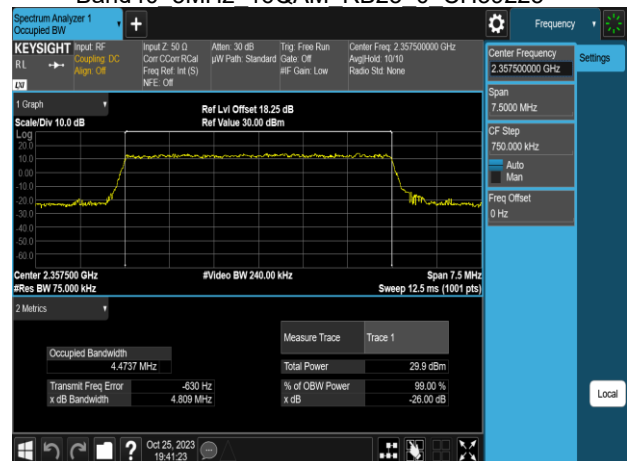 Spectrum Analyzer 1
Occupied BW
Frequency
KEYSIGHT
Input: RF
Input Z: 50 Ω
Atten: 30 dB
Trig: Free Run
Center Freq: 2.357500000 GHz
RL
Coupling: DC
Corr CCorr RCal
µW Path: Standard
Gate: Off
Avg|Hold: 10/10
Align: Off
Freq Ref: Int (S)
#IF Gain: Low
Radio Std: None
LXI
NFE: Off
Center Frequency
2.357500000 GHz
Settings
Span
7.5000 MHz
CF Step
750.000 kHz
Auto
Man
Freq Offset
0 Hz
1 Graph
Ref Lvl Offset 18.25 dB
Scale/Div 10.0 dB
Ref Value 30.00 dBm
Log
20.0
10.0
0.00
-10.0
-20.0
-30.0
-40.0
-50.0
-60.0
Center 2.357500 GHz
#Video BW 240.00 kHz
Span 7.5 MHz
#Res BW 75.000 kHz
Sweep 12.5 ms (1001 pts)
2 Metrics
Measure Trace
Trace 1
Occupied Bandwidth
4.4737 MHz
Total Power
29.9 dBm
Transmit Freq Error
-630 Hz
% of OBW Power
99.00 %
x dB Bandwidth
4.809 MHz
x dB
-26.00 dB
Local
?
Oct 25, 2023
19:41:23